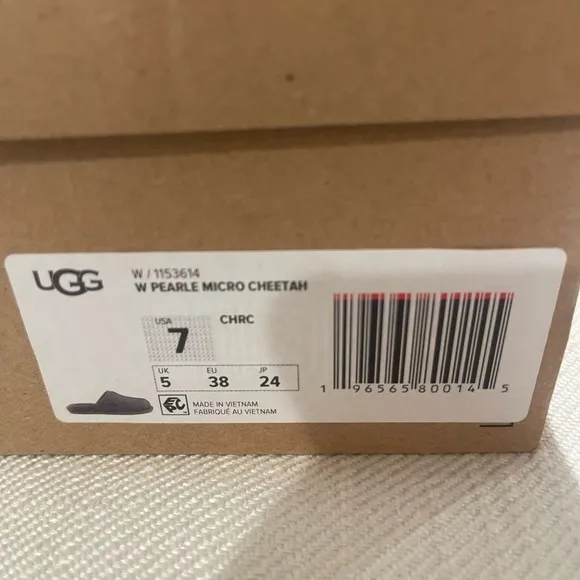 UGG
W / 1153614
W PEARLE MICRO CHEETAH
USA
7
CHRC
UK EU JP
5 38 24
MADE IN VIETNAM
FABRIQUÉ AU VIETNAM
1 96565 80014 5